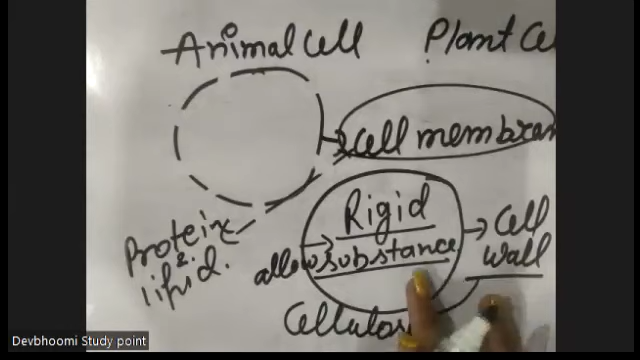 Animal Cell
Plant Ce
Cell membran
Rigid
Cell
Protein
&
lipid.
allow substance
Wall
Cellulos
Devbhoomi Study point